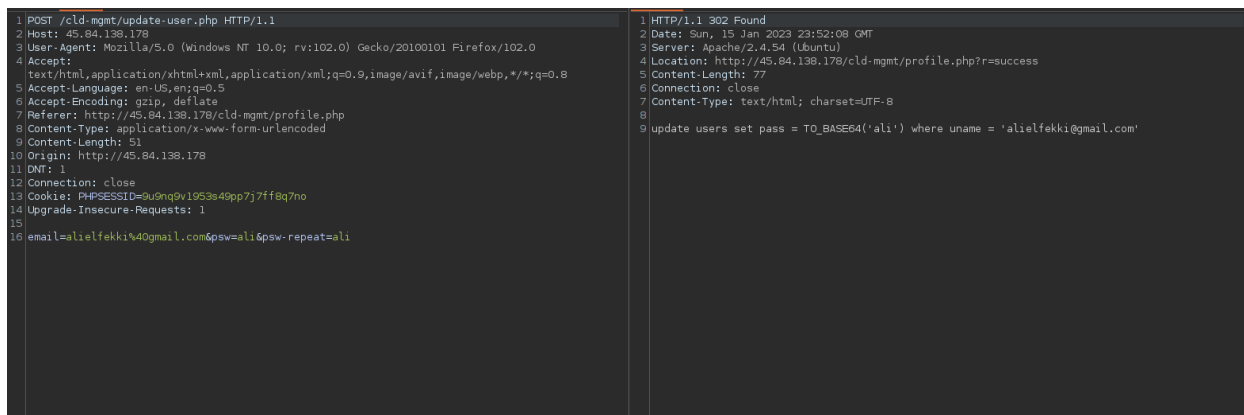 1 POST /cld-mgmt/update-user.php HTTP/1.1
2 Host: 45.84.138.178
3 User-Agent: Mozilla/5.0 (Windows NT 10.0; rv:102.0) Gecko/20100101 Firefox/102.0
4 Accept:
text/html,application/xhtml+xml,application/xml;q=0.9,image/avif,image/webp,*/*;q=0.8
5 Accept-Language: en-US,en;q=0.5
6 Accept-Encoding: gzip, deflate
7 Referer: http://45.84.138.178/cld-mgmt/profile.php
8 Content-Type: application/x-www-form-urlencoded
9 Content-Length: 51
10 Origin: http://45.84.138.178
11 DNT: 1
12 Connection: close
13 Cookie: PHPSESSID=9u9nq9v1953s49pp7j7ff8q7no
14 Upgrade-Insecure-Requests: 1
15
16 email=alielfekki%40gmail.com&psw=ali&psw-repeat=ali
1 HTTP/1.1 302 Found
2 Date: Sun, 15 Jan 2023 23:52:08 GMT
3 Server: Apache/2.4.54 (Ubuntu)
4 Location: http://45.84.138.178/cld-mgmt/profile.php?r=success
5 Content-Length: 77
6 Connection: close
7 Content-Type: text/html; charset=UTF-8
8
9 update users set pass = TO_BASE64('ali') where uname = 'alielfekki@gmail.com'